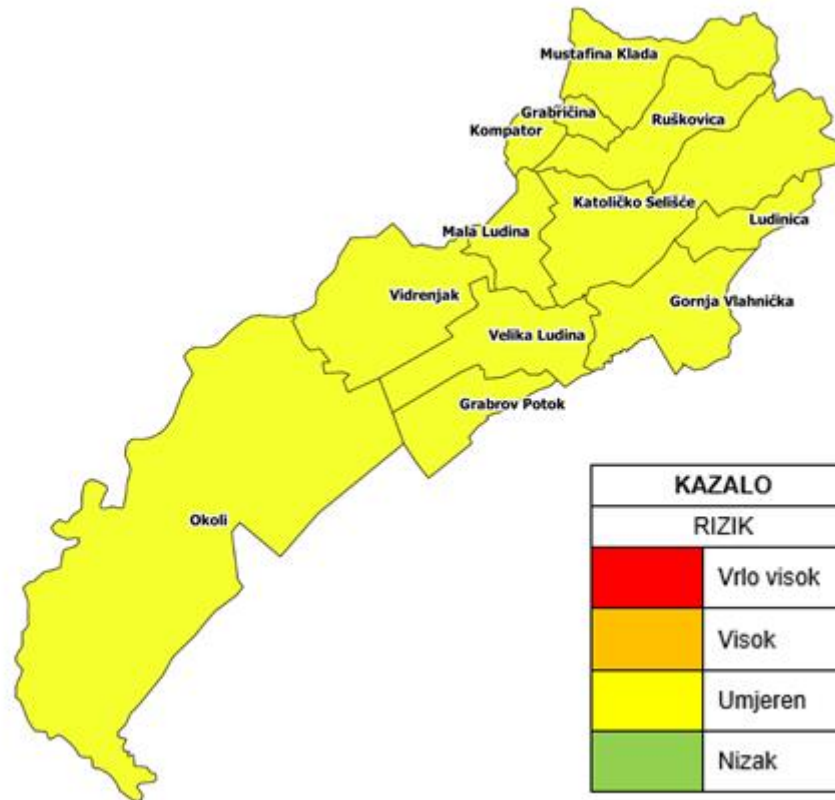 Mustafina Klada
Grabričina
Kompator
Ruškovica
Katoličko Selišće
Ludinica
Mala Ludina
Vidrenjak
Gornja Vlahnička
Velika Ludina
Grabrov Potok
Okoli
KAZALO
RIZIK
Vrlo visok
Visok
Umjeren
Nizak